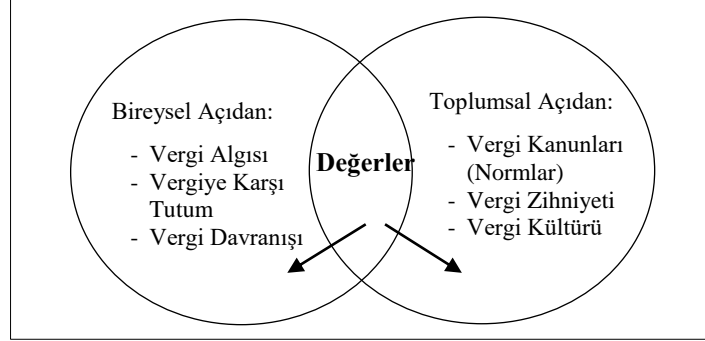 Bireysel Açıdan:
- Vergi Algısı
- Vergiye Karşı
Tutum
- Vergi Davranışı
Değerler
Toplumsal Açıdan:
- Vergi Kanunları
(Normlar)
- Vergi Zihniyeti
- Vergi Kültürü